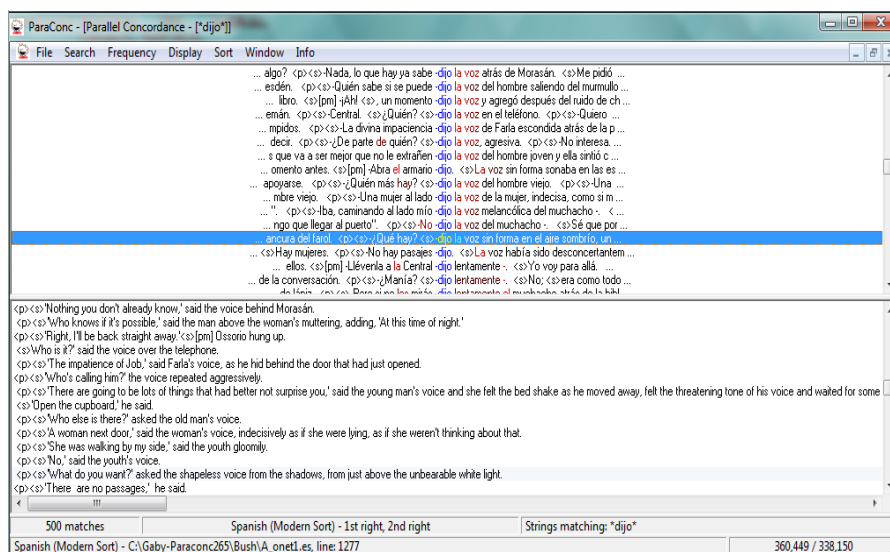 ParaConc - [Parallel Concordance - [*dijo*]]
File Search Frequency Display Sort Window Info
... algo? <p><s>-Nada, lo que hay ya sabe -dijo la voz atrás de Morasán. <s>Me pidió ...
... esdén. <p><s>-Quién sabe si se puede -dijo la voz del hombre saliendo del murmullo ...
... libro. <s>[pm] -¡Ah! <s>, un momento -dijo la voz y agregó después del ruido de ch ...
... emán. <p><s>-Central. <s>¿Quién? <s>-dijo la voz en el teléfono. <p><s>-Quiero ...
... mpidos. <p><s>-La divina impaciencia -dijo la voz de Farla escondida atrás de la p ...
... decir. <p><s>-¿De parte de quién? <s>-dijo la voz, agresiva. <p><s>-No interesa. ...
... s que va a ser mejor que no le extrañen -dijo la voz del hombre joven y ella sintió c ...
... omento antes. <s>[pm] -Abra el armario -dijo. <s>La voz sin forma sonaba en las es ...
... apoyarse. <p><s>-¿Quién más hay? <s>-dijo la voz del hombre viejo. <p><s>-Una ...
... mbre viejo. <p><s>-Una mujer al lado -dijo la voz de la mujer, indecisa, como si m ...
... ". <p><s>-Iba, caminando al lado mío -dijo la voz melancólica del muchacho -. < ...
... ngo que llegar al puerto". <p><s>-No -dijo la voz del muchacho -. <s>Sé que por ...
... ancura del farol. <p><s>-¿Qué hay? <s>-dijo la voz sin forma en el aire sombrío, un ...
... <s>Hay mujeres. <p><s>-No hay pasajes -dijo. <s>La voz había sido desconcertantem ...
... ellos. <s>[pm] -Llévenla a la Central -dijo lentamente -. <s>Yo voy para allá. ...
... de la conversación. <p><s>-¿Manía? <s>-dijo lentamente -. <s>No; <s>era como todo ...
<p><s>'Nothing you don't already know,' said the voice behind Morasán.
<p><s>'Who knows if it's possible,' said the man above the woman's muttering, adding, 'At this time of night.'
<p><s>'Right, I'll be back straight away.'<s>[pm] Ossorio hung up.
<s>Who is it?' said the voice over the telephone.
<p><s>'The impatience of Job,' said Farla's voice, as he hid behind the door that had just opened.
<p><s>'Who's calling him?' the voice repeated aggressively.
<p><s>'There are going to be lots of things that had better not surprise you,' said the young man's voice and she felt the bed shake as he moved away, felt the threatening tone of his voice and waited for some
<s>'Open the cupboard,' he said.
<p><s>'Who else is there?' asked the old man's voice.
<p><s>'A woman next door,' said the woman's voice, indecisively as if she were lying, as if she weren't thinking about that.
<p><s>'She was walking by my side,' said the youth gloomily.
<p><s>'No,' said the youth's voice.
<p><s>'What do you want?' asked the shapeless voice from the shadows, from just above the unbearable white light.
<p><s>'There are no passages,' he said.
500 matches Spanish (Modern Sort) - 1st right, 2nd right Strings matching: *dijo*
Spanish (Modern Sort) - C:\Gaby-Paraconc265\Bush\A_onet1.es, line: 1277 360,449 / 338,150